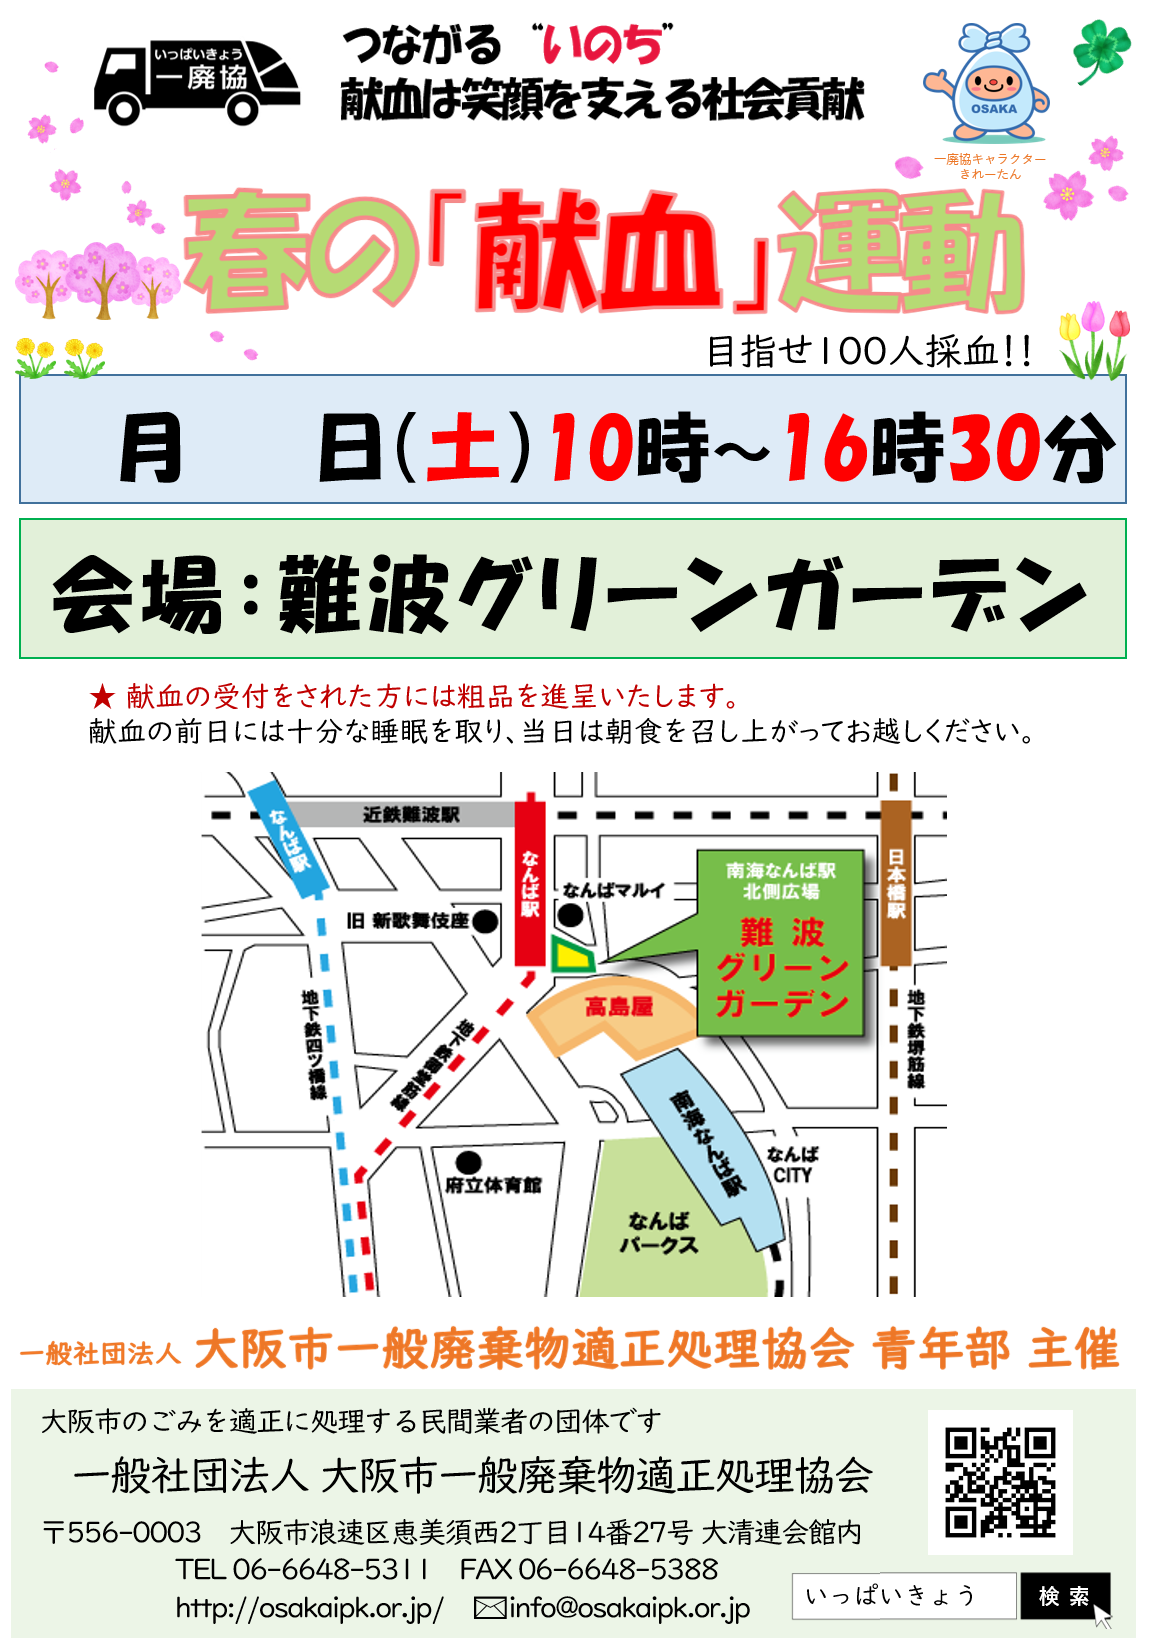 いっぱいきょう
一廃協
つながる “いのち”
献血は笑顔を支える社会貢献
OSAKA
一廃協キャラクター
きれーたん
春の「献血」運動
目指せ100人採血!!
月　日(土)10時～16時30分
会場：難波グリーンガーデン
★ 献血の受付をされた方には粗品を進呈いたします。
献血の前日には十分な睡眠を取り、当日は朝食を召し上がってお越しください。
なんば駅
近鉄難波駅
なんば駅
なんばマルイ
旧 新歌舞伎座
南海なんば駅
北側広場
難 波
グリーン
ガーデン
日本橋駅
高島屋
地下鉄四ツ橋線
地下鉄御堂筋線
地下鉄堺筋線
南海なんば駅
なんば
CITY
府立体育館
なんば
パークス
一般社団法人 大阪市一般廃棄物適正処理協会 青年部 主催
大阪市のごみを適正に処理する民間業者の団体です
一般社団法人 大阪市一般廃棄物適正処理協会
〒556-0003　大阪市浪速区恵美須西2丁目14番27号 大清連会館内
TEL 06-6648-5311　FAX 06-6648-5388
http://osakaipk.or.jp/　info@osakaipk.or.jp
いっぱいきょう
検 索